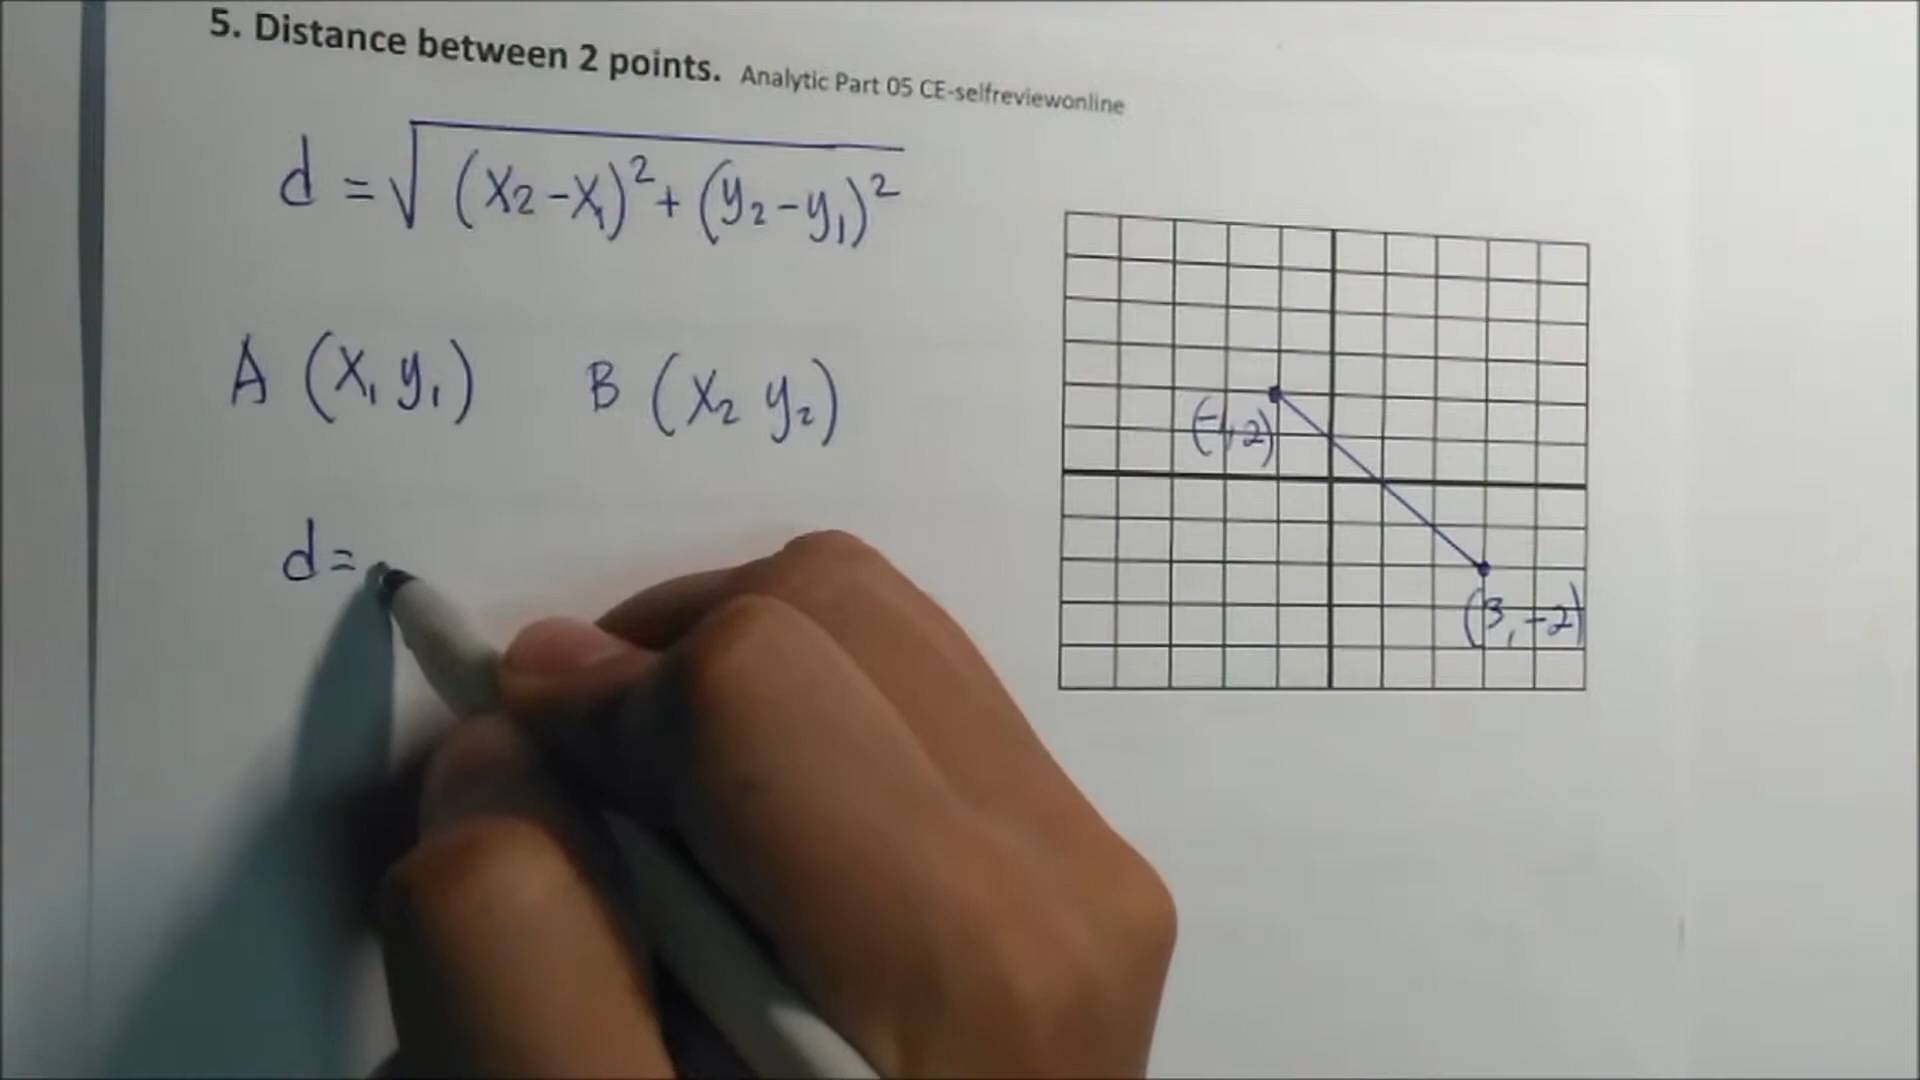 5. Distance between 2 points. Analytic Part 05 CE-selfreviewonline
d = √(x₂-x₁)² + (y₂-y₁)²
A (x₁ y₁) B (x₂ y₂)
(-1,2)
d=
(3,-2)